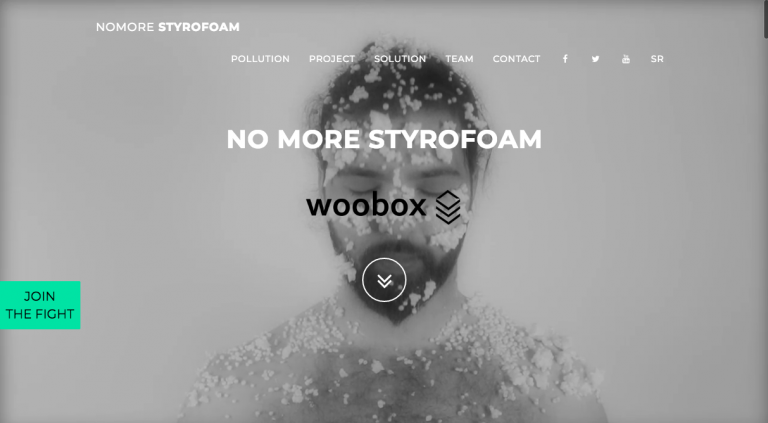 NOMORE STYROFOAM
POLLUTION PROJECT SOLUTION TEAM CONTACT SR
NO MORE STYROFOAM
woobox
JOIN
THE FIGHT